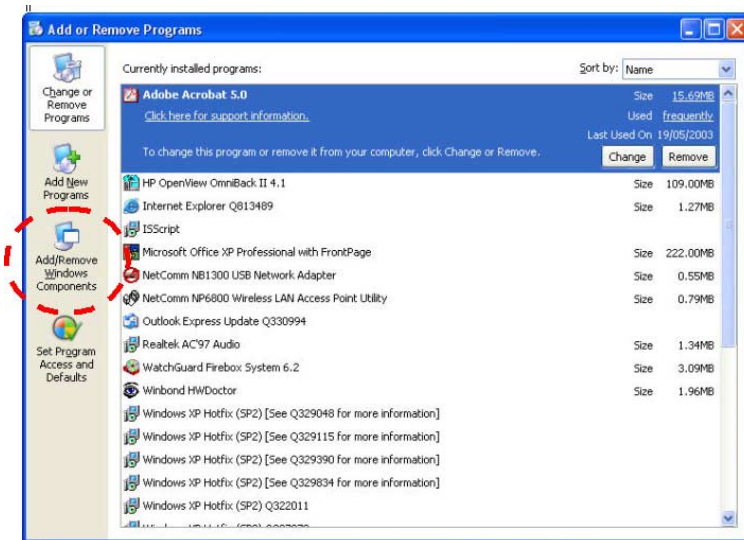 Add or Remove Programs
Change or
Remove
Programs
Add New
Programs
Add/Remove
Windows
Components
Set Program
Access and
Defaults
Currently installed programs: Sort by: Name
Adobe Acrobat 5.0 Size 15.69MB
Click here for support information. Used frequently
Last Used On 19/05/2003
To change this program or remove it from your computer, click Change or Remove. Change Remove
HP OpenView OmniBack II 4.1 Size 109.00MB
Internet Explorer Q813489 Size 1.27MB
ISScript
Microsoft Office XP Professional with FrontPage Size 222.00MB
NetComm NB1300 USB Network Adapter Size 0.55MB
NetComm NP6800 Wireless LAN Access Point Utility Size 0.79MB
Outlook Express Update Q330994
Realtek AC'97 Audio Size 1.34MB
WatchGuard Firebox System 6.2 Size 3.09MB
Winbond HWDoctor Size 1.96MB
Windows XP Hotfix (SP2) [See Q329048 for more information]
Windows XP Hotfix (SP2) [See Q329115 for more information]
Windows XP Hotfix (SP2) [See Q329390 for more information]
Windows XP Hotfix (SP2) [See Q329834 for more information]
Windows XP Hotfix (SP2) Q322011